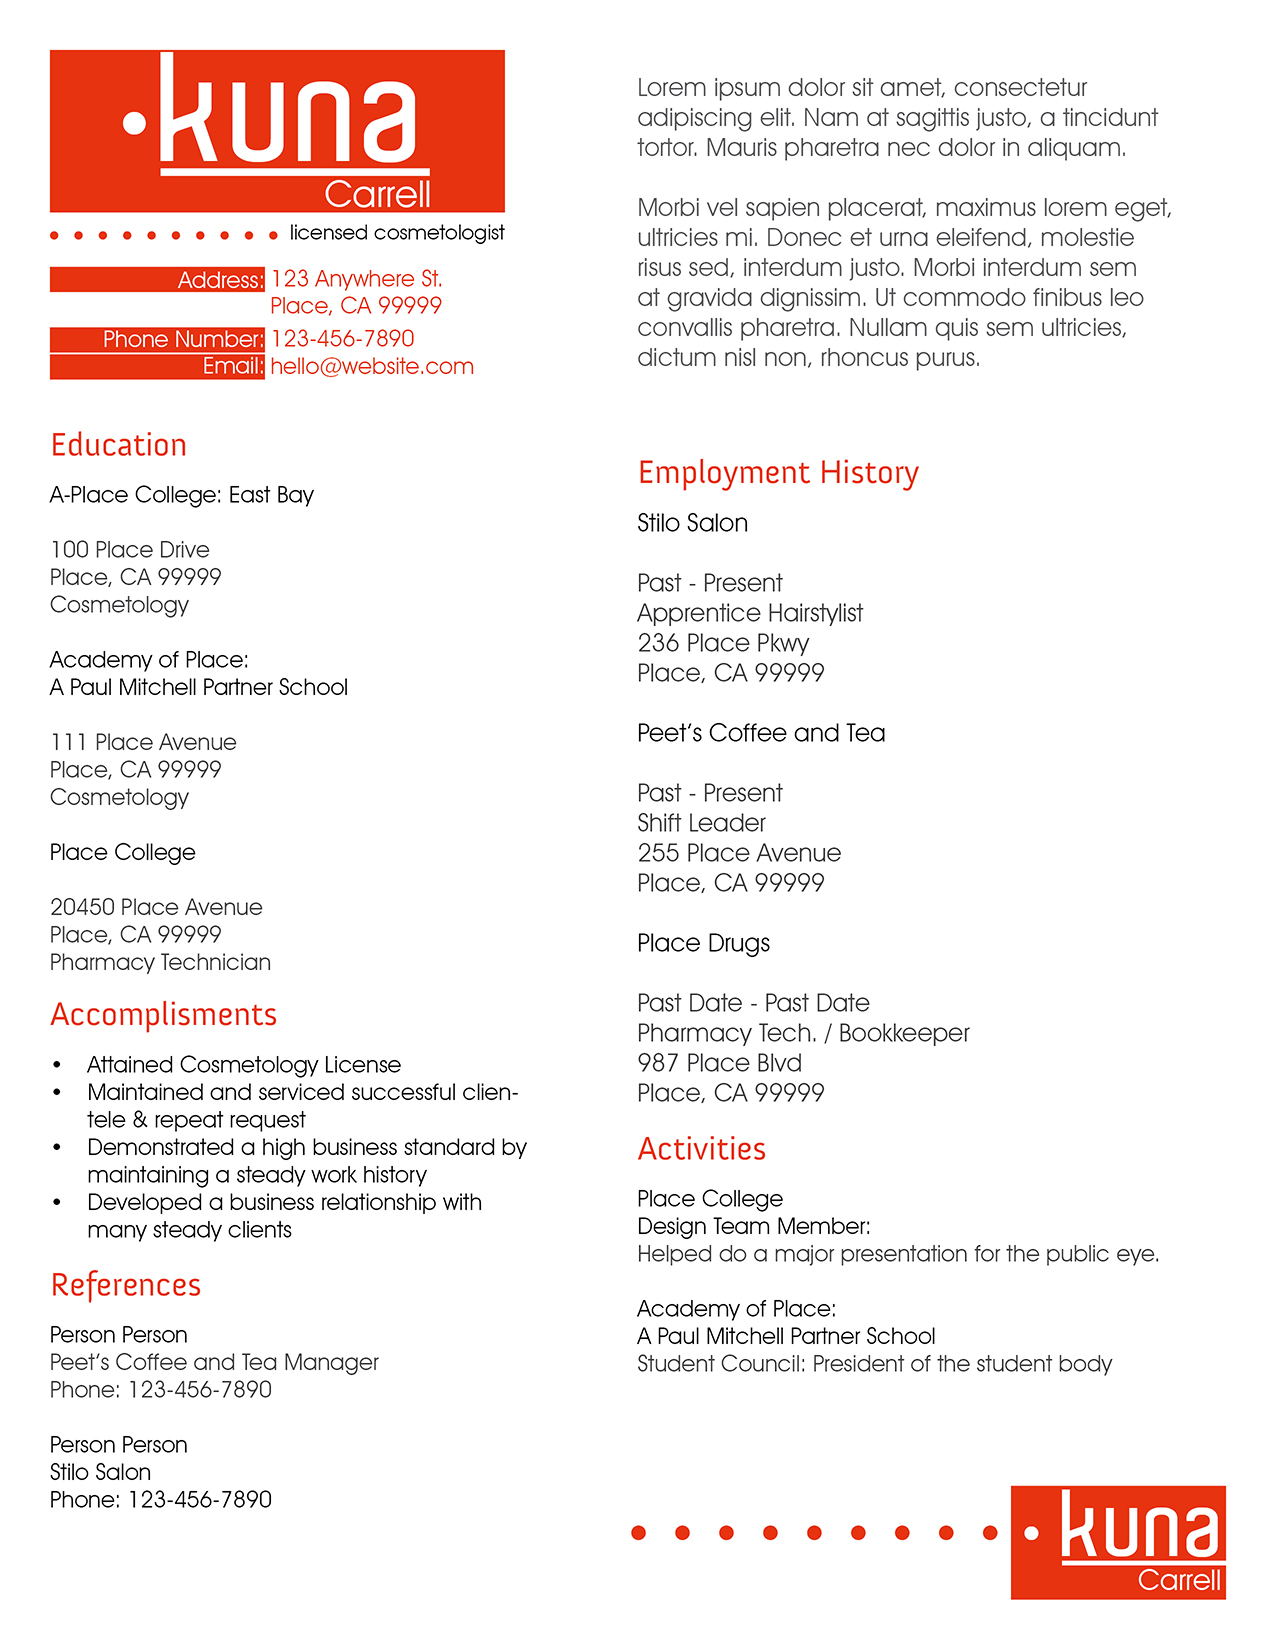 kuna
Carrell
licensed cosmetologist
Address: 123 Anywhere St.
Place, CA 99999
Phone Number: 123-456-7890
Email: hello@website.com
Education
A-Place College: East Bay
100 Place Drive
Place, CA 99999
Cosmetology
Academy of Place:
A Paul Mitchell Partner School
111 Place Avenue
Place, CA 99999
Cosmetology
Place College
20450 Place Avenue
Place, CA 99999
Pharmacy Technician
Accomplisments
• Attained Cosmetology License
• Maintained and serviced successful clien-
tele & repeat request
• Demonstrated a high business standard by
maintaining a steady work history
• Developed a business relationship with
many steady clients
References
Person Person
Peet's Coffee and Tea Manager
Phone: 123-456-7890
Person Person
Stilo Salon
Phone: 123-456-7890
Lorem ipsum dolor sit amet, consectetur
adipiscing elit. Nam at sagittis justo, a tincidunt
tortor. Mauris pharetra nec dolor in aliquam.
Morbi vel sapien placerat, maximus lorem eget,
ultricies mi. Donec et urna eleifend, molestie
risus sed, interdum justo. Morbi interdum sem
at gravida dignissim. Ut commodo finibus leo
convallis pharetra. Nullam quis sem ultricies,
dictum nisl non, rhoncus purus.
Employment History
Stilo Salon
Past - Present
Apprentice Hairstylist
236 Place Pkwy
Place, CA 99999
Peet's Coffee and Tea
Past - Present
Shift Leader
255 Place Avenue
Place, CA 99999
Place Drugs
Past Date - Past Date
Pharmacy Tech. / Bookkeeper
987 Place Blvd
Place, CA 99999
Activities
Place College
Design Team Member:
Helped do a major presentation for the public eye.
Academy of Place:
A Paul Mitchell Partner School
Student Council: President of the student body
kuna
Carrell